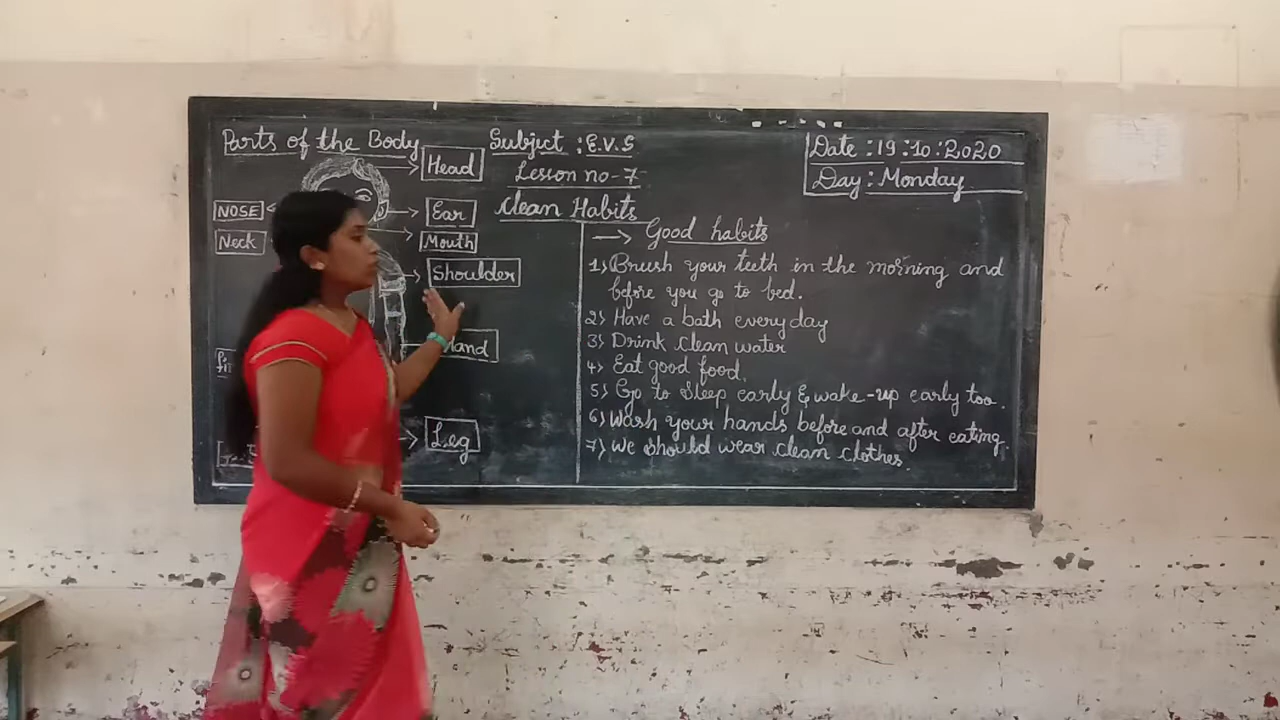 Parts of the Body
Head
NOSE
Ear
Neck
Mouth
Shoulder
Leg
Subject : E.V.S
Lesson no - 7
Clean Habits
Date : 19 : 10 : 2020
Day : Monday
→ Good habits
1) Brush your teeth in the morning and
before you go to bed.
2) Have a bath every day
3) Drink clean water
4) Eat good food.
5) Go to sleep early & wake-up early too.
6) Wash your hands before and after eating.
7) We should wear clean clothes.